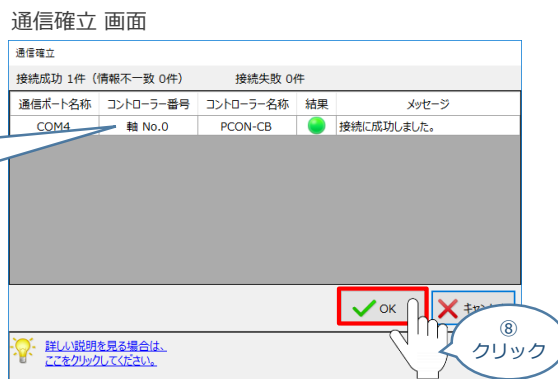 通信確立 画面
通信確立
接続成功 1件（情報不一致 0件） 接続失敗 0件
通信ポート名称 コントローラー番号 コントローラー名称 結果 メッセージ
COM4 軸 No.0 PCON-CB 接続に成功しました。
OK
⑧
クリック
詳しい説明を見る場合は、
ここをクリックしてください。